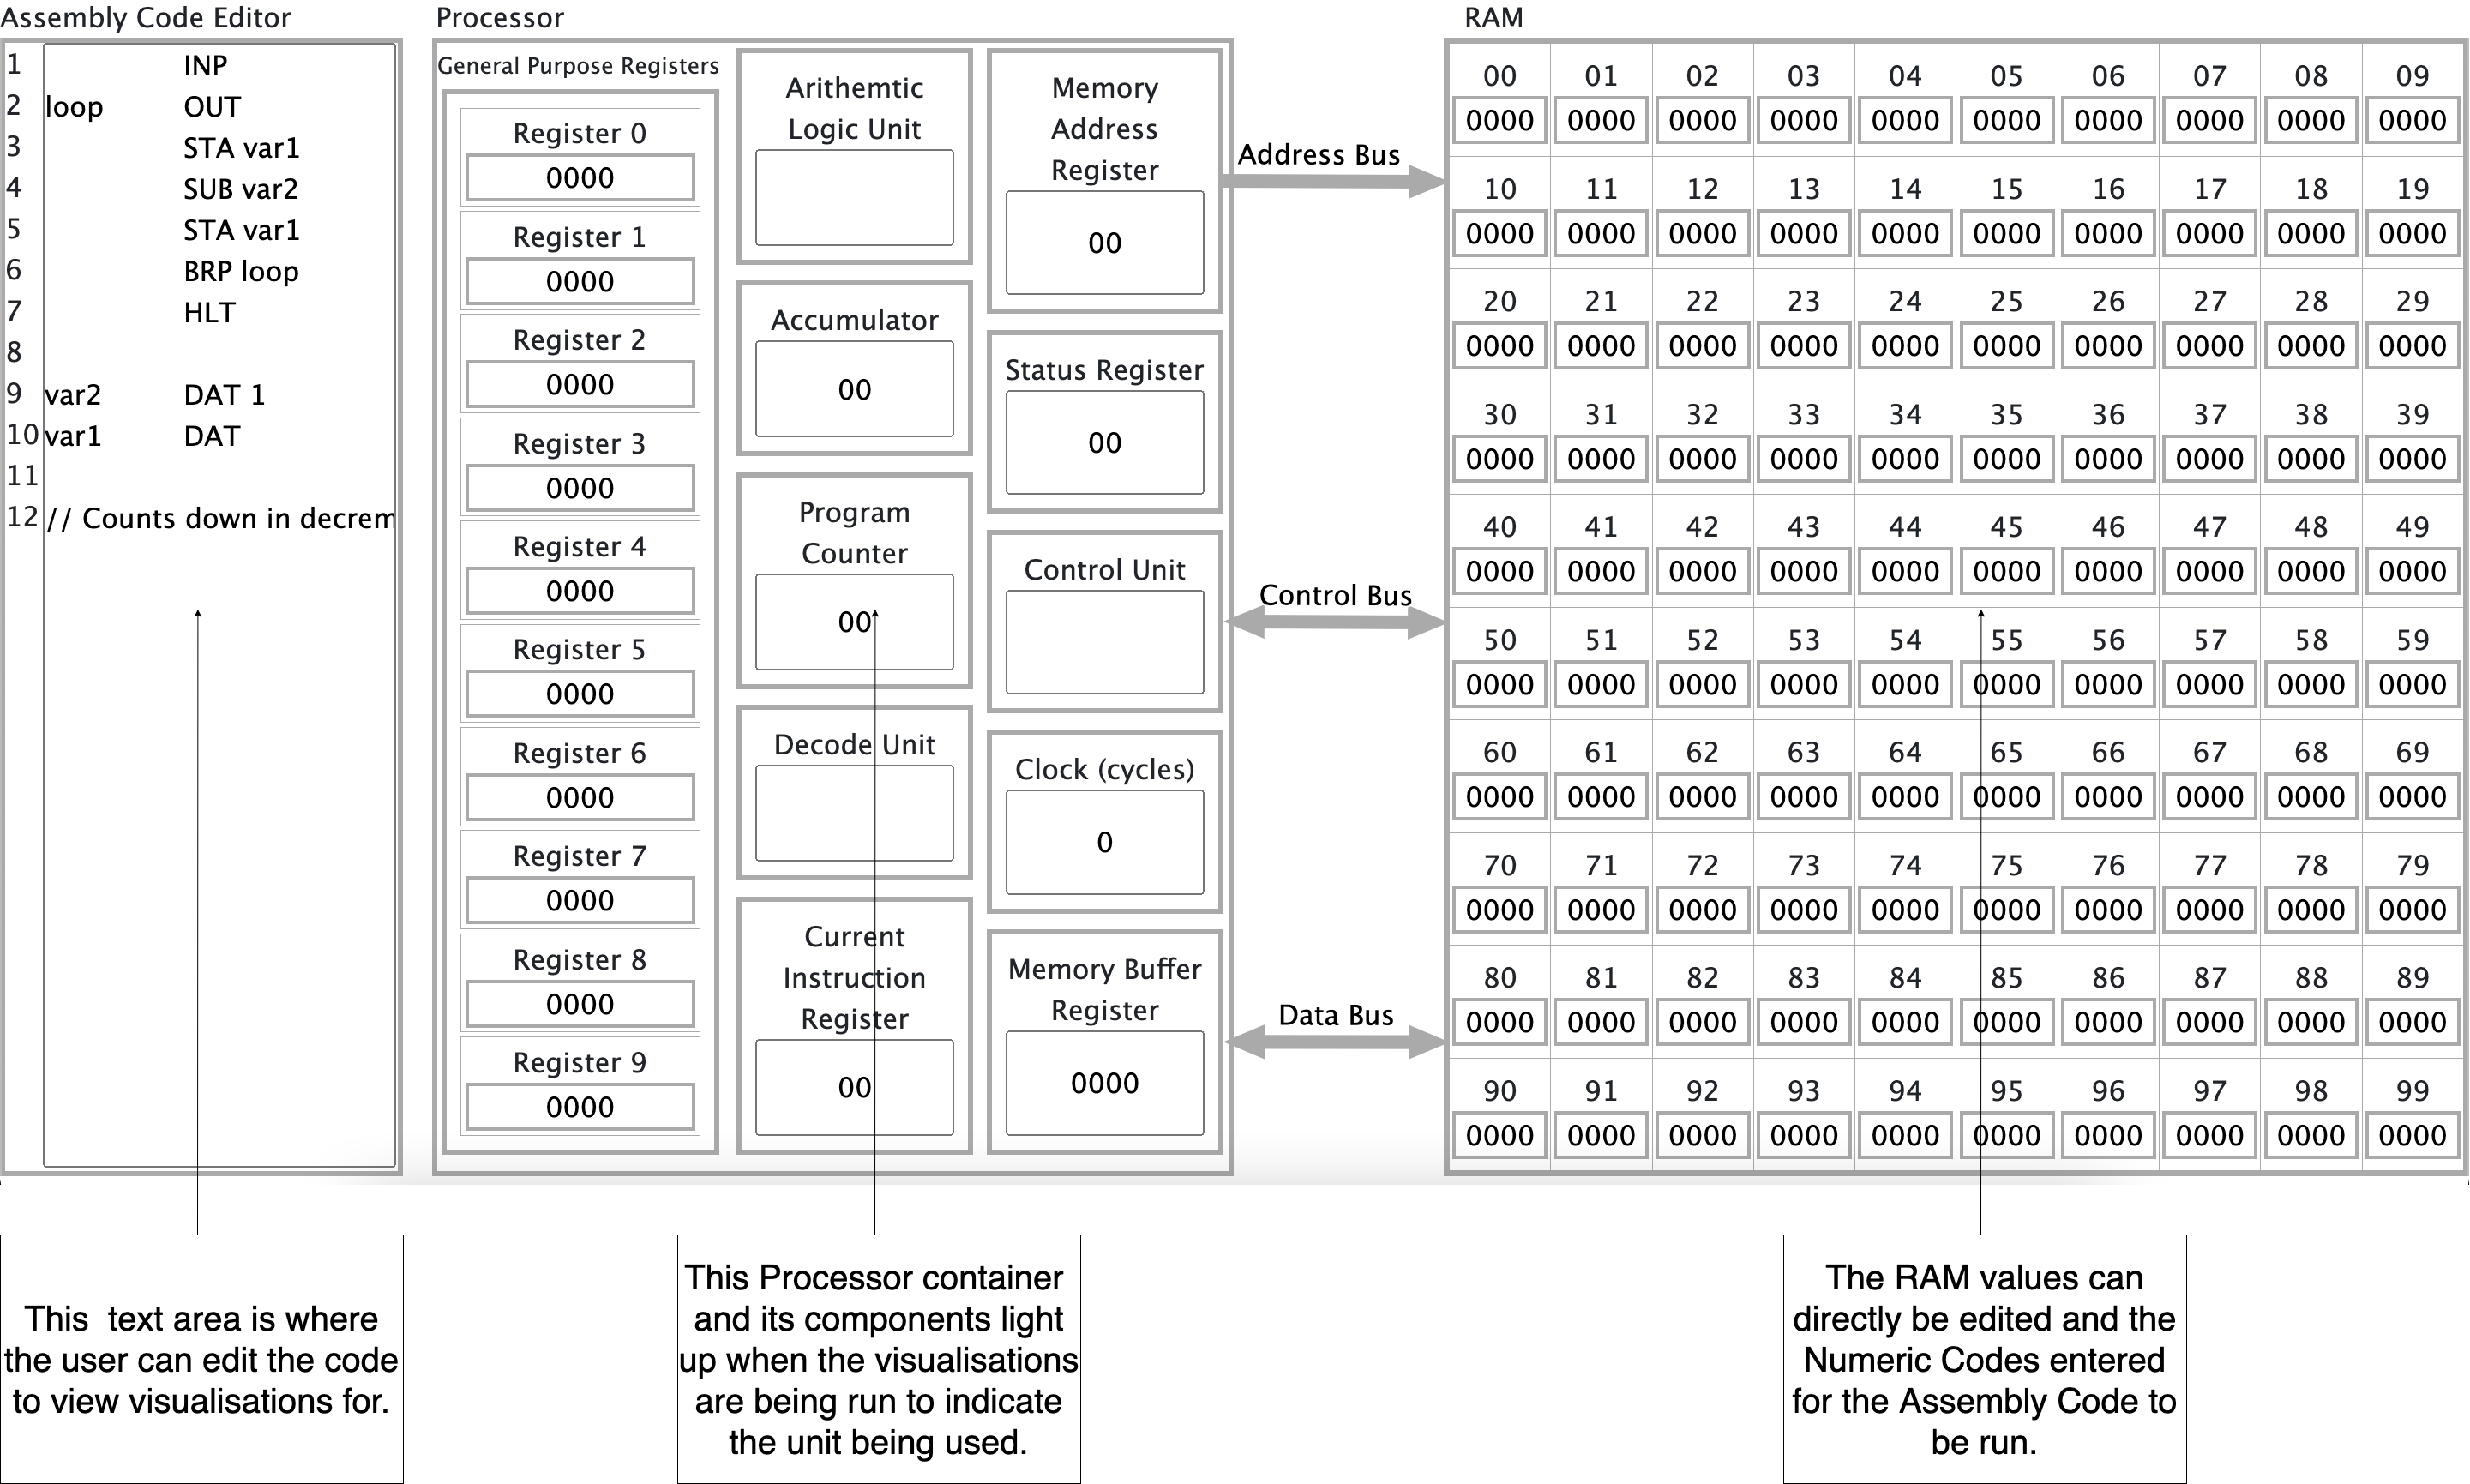 Assembly Code Editor
1 INP
2 loop OUT
3 STA var1
4 SUB var2
5 STA var1
6 BRP loop
7 HLT
8
9 var2 DAT 1
10 var1 DAT
11
12 // Counts down in decrem
Processor
General Purpose Registers
Register 0
0000
Register 1
0000
Register 2
0000
Register 3
0000
Register 4
0000
Register 5
0000
Register 6
0000
Register 7
0000
Register 8
0000
Register 9
0000
Arithemtic
Logic Unit
Accumulator
00
Program
Counter
00
Decode Unit
Current
Instruction
Register
00
Memory
Address
Register
00
Status Register
00
Control Unit
Clock (cycles)
0
Memory Buffer
Register
0000
Address Bus
Control Bus
Data Bus
RAM
00 01 02 03 04 05 06 07 08 09
0000 0000 0000 0000 0000 0000 0000 0000 0000 0000
10 11 12 13 14 15 16 17 18 19
0000 0000 0000 0000 0000 0000 0000 0000 0000 0000
20 21 22 23 24 25 26 27 28 29
0000 0000 0000 0000 0000 0000 0000 0000 0000 0000
30 31 32 33 34 35 36 37 38 39
0000 0000 0000 0000 0000 0000 0000 0000 0000 0000
40 41 42 43 44 45 46 47 48 49
0000 0000 0000 0000 0000 0000 0000 0000 0000 0000
50 51 52 53 54 55 56 57 58 59
0000 0000 0000 0000 0000 0000 0000 0000 0000 0000
60 61 62 63 64 65 66 67 68 69
0000 0000 0000 0000 0000 0000 0000 0000 0000 0000
70 71 72 73 74 75 76 77 78 79
0000 0000 0000 0000 0000 0000 0000 0000 0000 0000
80 81 82 83 84 85 86 87 88 89
0000 0000 0000 0000 0000 0000 0000 0000 0000 0000
90 91 92 93 94 95 96 97 98 99
0000 0000 0000 0000 0000 0000 0000 0000 0000 0000
This text area is where
the user can edit the code
to view visualisations for.
This Processor container
and its components light
up when the visualisations
are being run to indicate
the unit being used.
The RAM values can
directly be edited and the
Numeric Codes entered
for the Assembly Code to
be run.